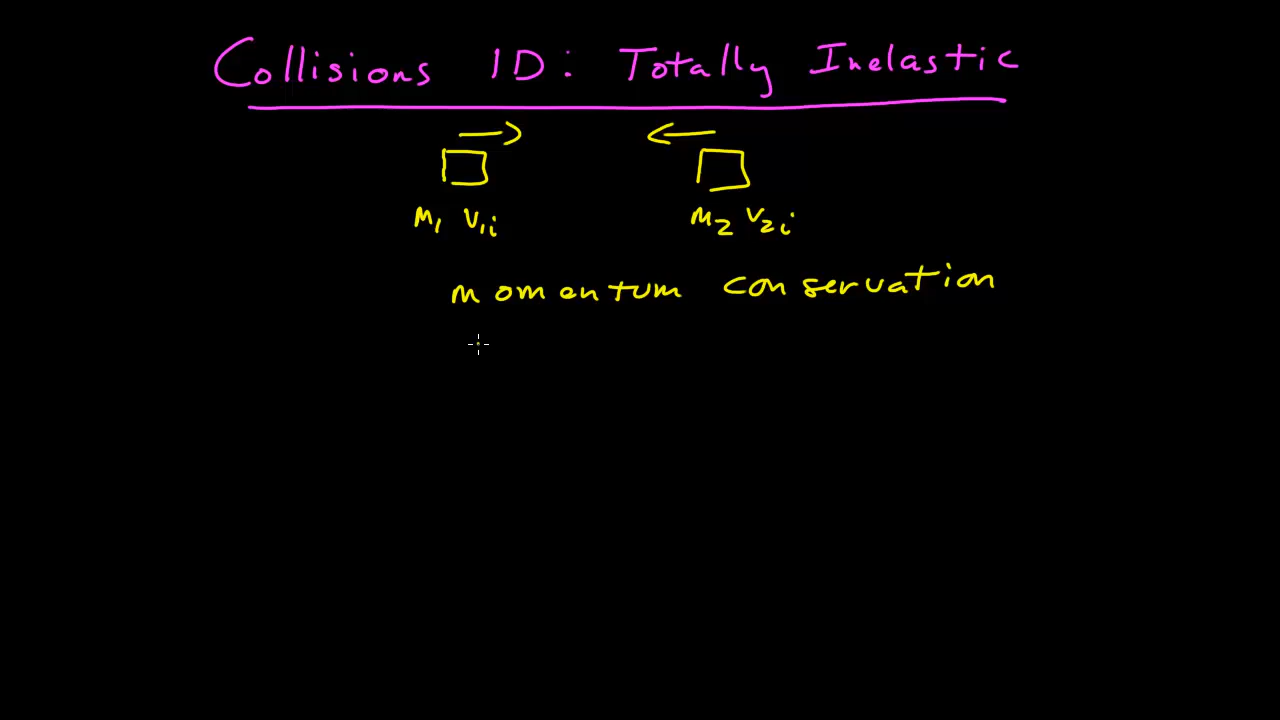 Collisions 1D: Totally Inelastic
m₁ v₁ᵢ m₂ v₂ᵢ
momentum conservation